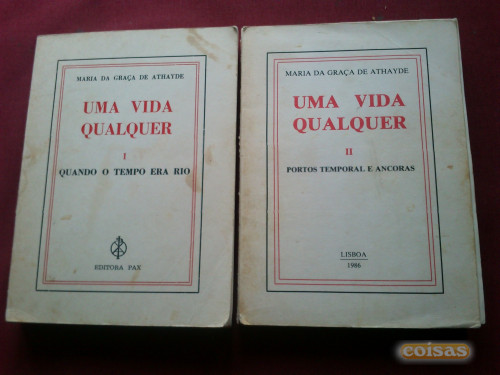 MARIA DA GRAÇA DE ATHAYDE
UMA VIDA
QUALQUER
I
QUANDO O TEMPO ERA RIO
EDITORA PAX
MARIA DA GRAÇA DE ATHAYDE
UMA VIDA
QUALQUER
II
PORTOS TEMPORAL E ANCORAS
LISBOA
1986
coisas